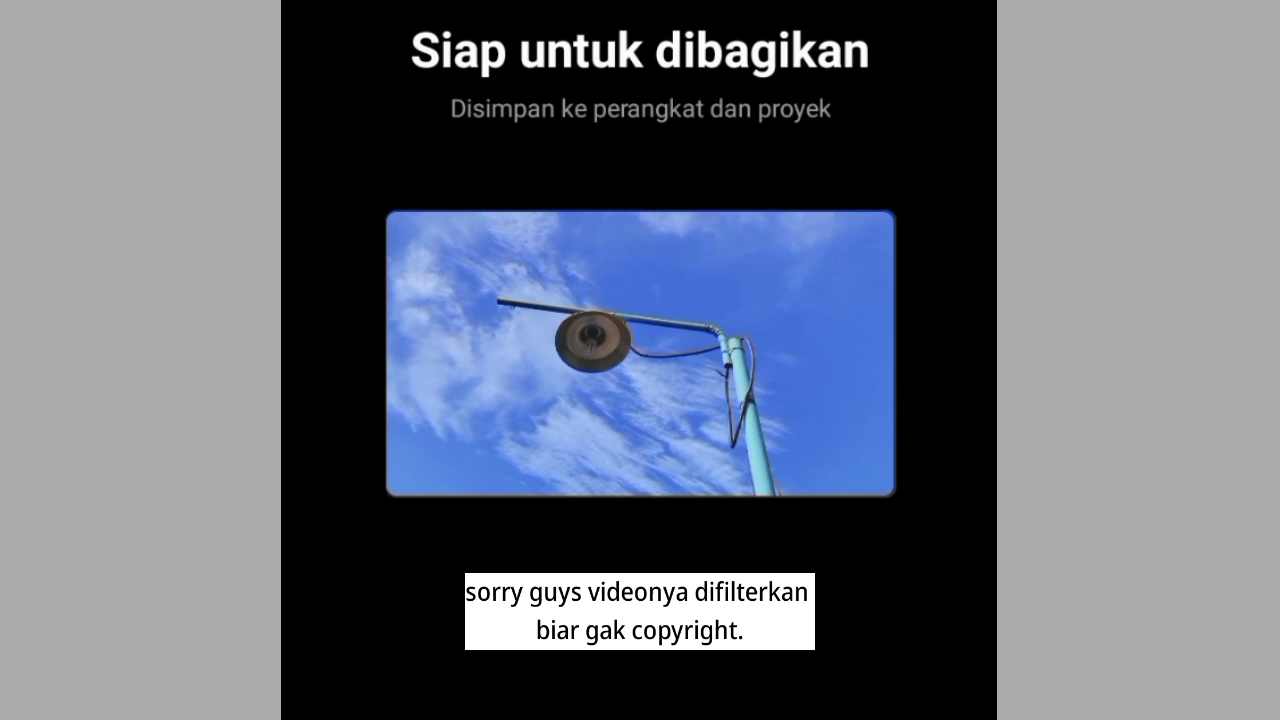 Siap untuk dibagikan
Disimpan ke perangkat dan proyek
sorry guys videonya difilterkan
biar gak copyright.